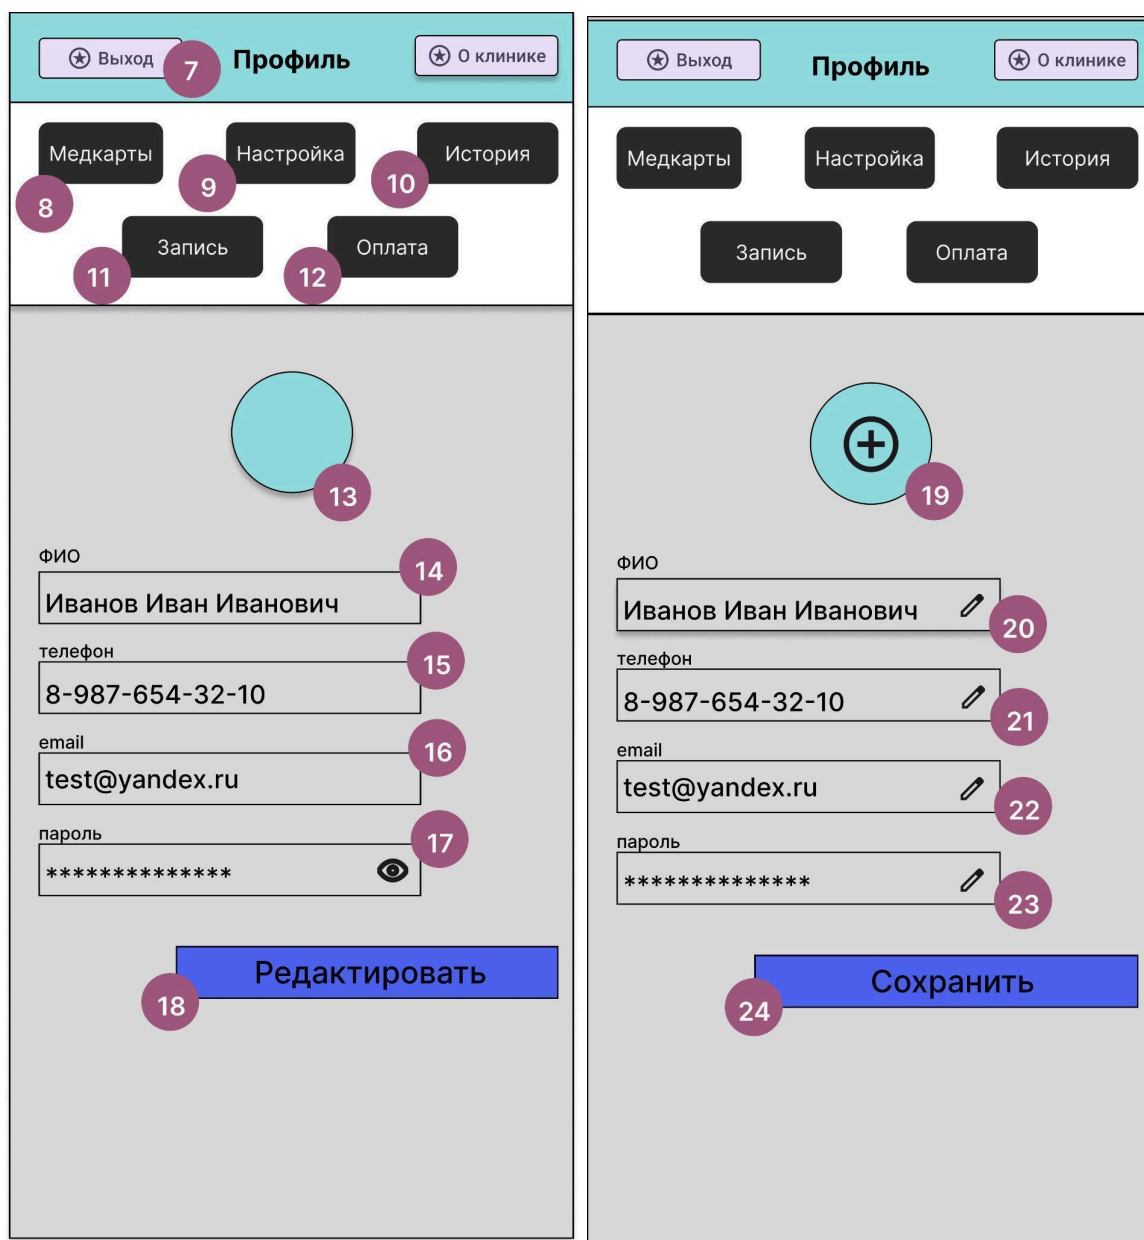 Выход
7
Профиль
О клинике
Медкарты
Настройка
История
8
9
10
Запись
Оплата
11
12
13
ФИО
14
Иванов Иван Иванович
телефон
15
8-987-654-32-10
email
16
test@yandex.ru
пароль
17
**************
Редактировать
18
Выход
Профиль
О клинике
Медкарты
Настройка
История
Запись
Оплата
19
ФИО
Иванов Иван Иванович
20
телефон
8-987-654-32-10
21
email
test@yandex.ru
22
пароль
**************
23
Сохранить
24